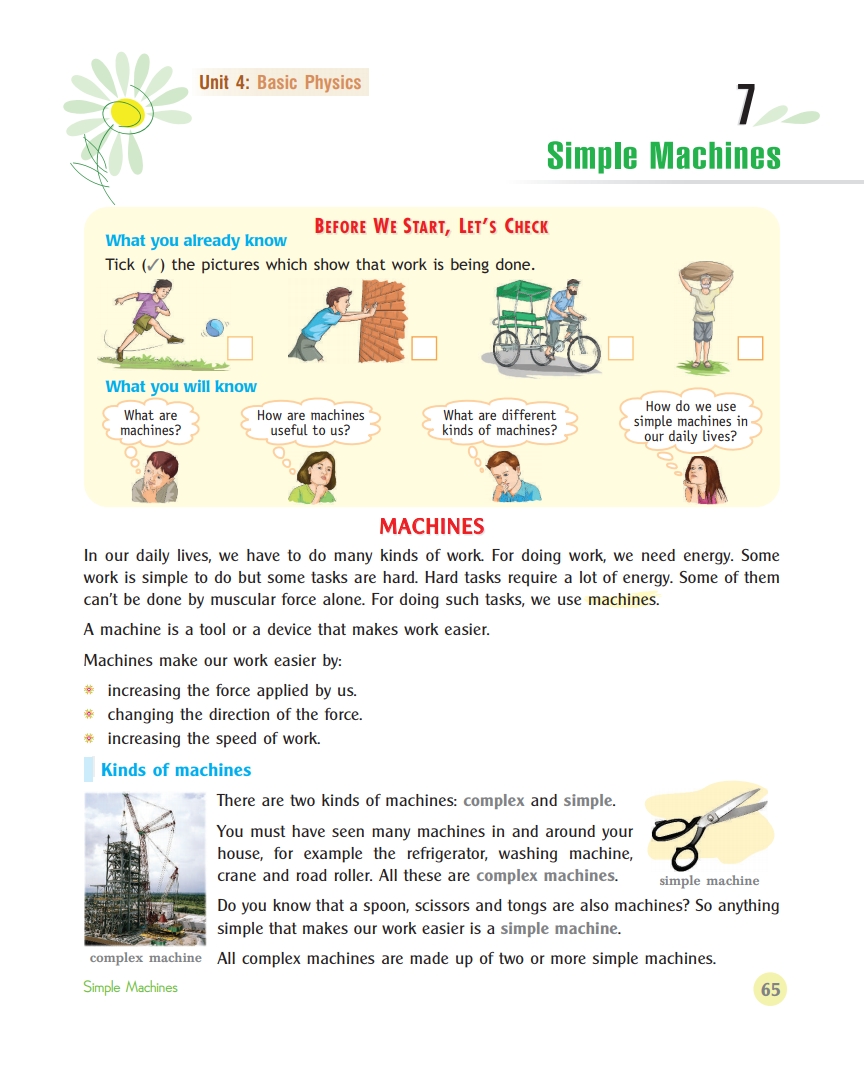 Unit 4: Basic Physics
7
Simple Machines
BEFORE WE START, LET'S CHECK
What you already know
Tick (✓) the pictures which show that work is being done.
What you will know
What are
machines?
How are machines
useful to us?
What are different
kinds of machines?
How do we use
simple machines in
our daily lives?
MACHINES
In our daily lives, we have to do many kinds of work. For doing work, we need energy. Some
work is simple to do but some tasks are hard. Hard tasks require a lot of energy. Some of them
can't be done by muscular force alone. For doing such tasks, we use machines.
A machine is a tool or a device that makes work easier.
Machines make our work easier by:
increasing the force applied by us.
changing the direction of the force.
increasing the speed of work.
Kinds of machines
There are two kinds of machines: complex and simple.
You must have seen many machines in and around your
house, for example the refrigerator, washing machine,
crane and road roller. All these are complex machines.
simple machine
Do you know that a spoon, scissors and tongs are also machines? So anything
simple that makes our work easier is a simple machine.
complex machine
All complex machines are made up of two or more simple machines.
Simple Machines
65